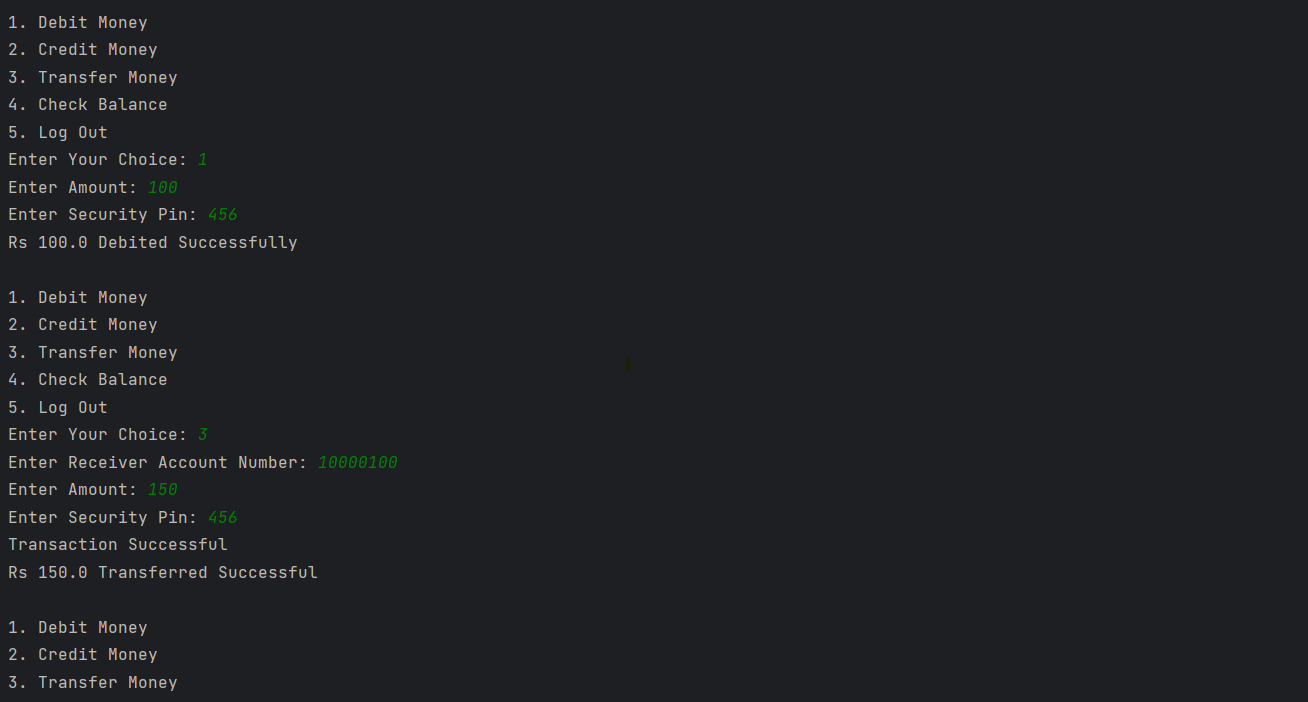 1. Debit Money
2. Credit Money
3. Transfer Money
4. Check Balance
5. Log Out
Enter Your Choice: 1
Enter Amount: 100
Enter Security Pin: 456
Rs 100.0 Debited Successfully
1. Debit Money
2. Credit Money
3. Transfer Money
4. Check Balance
5. Log Out
Enter Your Choice: 3
Enter Receiver Account Number: 10000100
Enter Amount: 150
Enter Security Pin: 456
Transaction Successful
Rs 150.0 Transferred Successful
1. Debit Money
2. Credit Money
3. Transfer Money